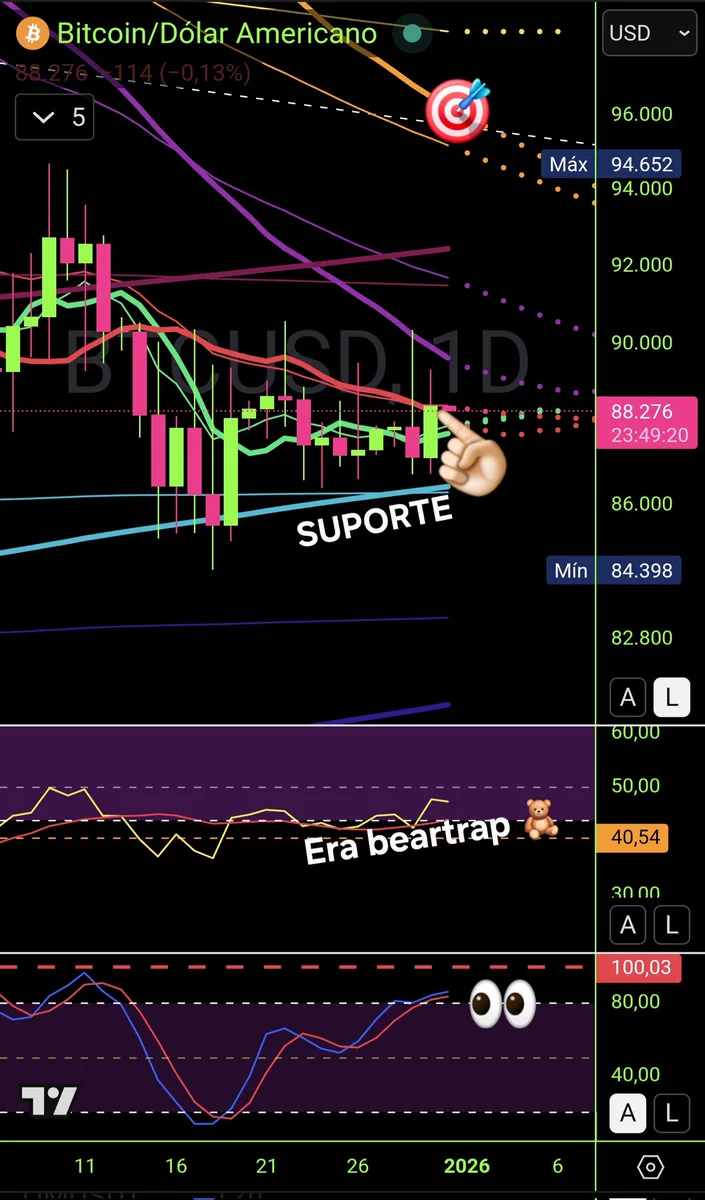 Bitcoin/Dólar Americano
USD
88.276 −114 (−0,13%)
5
96.000
Máx 94.652
94.000
92.000
90.000
BTCUSD, 1D
88.276
23:49:20
86.000
SUPORTE
Mín 84.398
82.800
A L
60,00
50,00
Era beartrap
40,54
30,00
A L
100,03
80,00
40,00
A L
11 16 21 26 2026 6